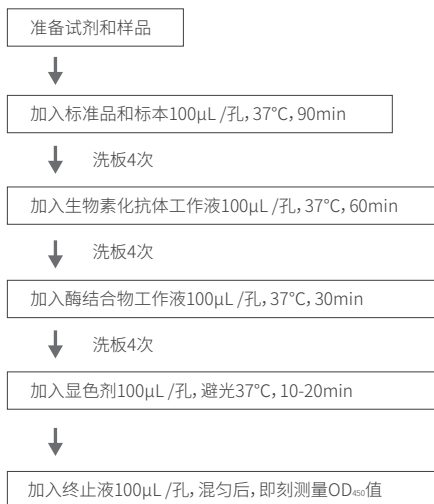 准备试剂和样品
加入标准品和标本100μL /孔，37°C，90min
洗板4次
加入生物素化抗体工作液100μL /孔，37°C，60min
洗板4次
加入酶结合物工作液100μL /孔，37°C，30min
洗板4次
加入显色剂100μL /孔，避光37°C，10-20min
加入终止液100μL /孔，混匀后，即刻测量OD₄₅₀值